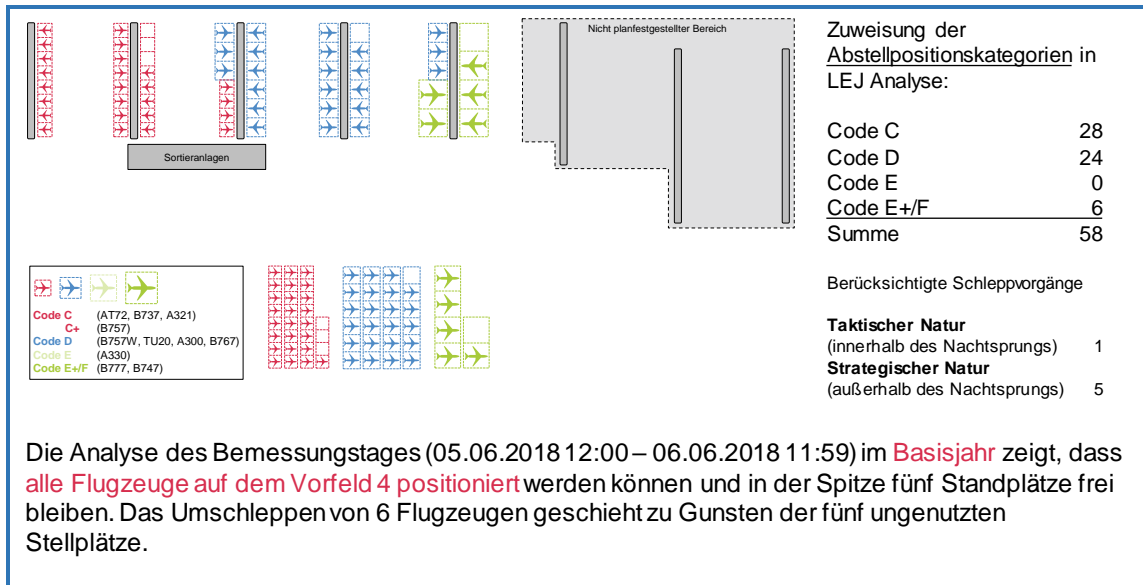 Nicht planfestgestellter Bereich
Sortieranlagen
Zuweisung der
Abstellpositionskategorien in
LEJ Analyse:
Code C 28
Code D 24
Code E 0
Code E+/F 6
Summe 58
Berücksichtigte Schleppvorgänge
Taktischer Natur
(innerhalb des Nachtsprungs) 1
Strategischer Natur
(außerhalb des Nachtsprungs) 5
Code C (AT72, B737, A321)
C+ (B757)
Code D (B757W, TU20, A300, B767)
Code E (A330)
Code E+/F (B777, B747)
Die Analyse des Bemessungstages (05.06.2018 12:00 – 06.06.2018 11:59) im Basisjahr zeigt, dass
alle Flugzeuge auf dem Vorfeld 4 positioniert werden können und in der Spitze fünf Standplätze frei
bleiben. Das Umschleppen von 6 Flugzeugen geschieht zu Gunsten der fünf ungenutzten
Stellplätze.